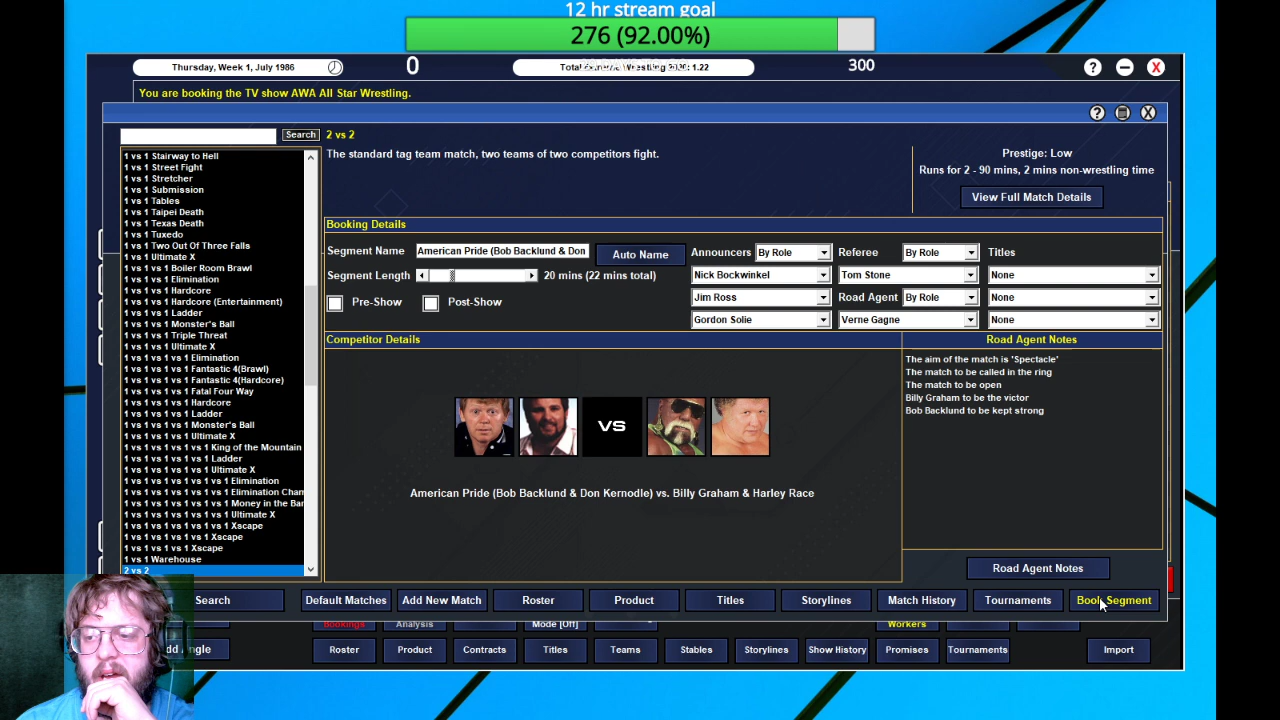 12 hr stream goal
276 (92.00%)
Thursday, Week 1, July 1986
0
Total Extreme Wrestling 2020: 1.22
300
?
X
You are booking the TV show AWA All Star Wrestling.
?
X
Search
2 vs 2
1 vs 1 Stairway to Hell
1 vs 1 Street Fight
1 vs 1 Stretcher
1 vs 1 Submission
1 vs 1 Tables
1 vs 1 Taipei Death
1 vs 1 Texas Death
1 vs 1 Tuxedo
1 vs 1 Two Out Of Three Falls
1 vs 1 Ultimate X
1 vs 1 vs 1 Boiler Room Brawl
1 vs 1 vs 1 Elimination
1 vs 1 vs 1 Hardcore
1 vs 1 vs 1 Hardcore (Entertainment)
1 vs 1 vs 1 Ladder
1 vs 1 vs 1 Monster's Ball
1 vs 1 vs 1 Triple Threat
1 vs 1 vs 1 Ultimate X
1 vs 1 vs 1 vs 1 Elimination
1 vs 1 vs 1 vs 1 Fantastic 4(Brawl)
1 vs 1 vs 1 vs 1 Fantastic 4(Hardcore)
1 vs 1 vs 1 vs 1 Fatal Four Way
1 vs 1 vs 1 vs 1 Hardcore
1 vs 1 vs 1 vs 1 Ladder
1 vs 1 vs 1 vs 1 Monster's Ball
1 vs 1 vs 1 vs 1 Ultimate X
1 vs 1 vs 1 vs 1 vs 1 King of the Mountain
1 vs 1 vs 1 vs 1 vs 1 Ladder
1 vs 1 vs 1 vs 1 vs 1 Ultimate X
1 vs 1 vs 1 vs 1 vs 1 vs 1 Elimination
1 vs 1 vs 1 vs 1 vs 1 vs 1 Elimination Cham
1 vs 1 vs 1 vs 1 vs 1 vs 1 Money in the Ban
1 vs 1 vs 1 vs 1 vs 1 vs 1 Ultimate X
1 vs 1 vs 1 vs 1 vs 1 Xscape
1 vs 1 vs 1 vs 1 Xscape
1 vs 1 vs 1 Xscape
1 vs 1 Warehouse
2 vs 2
The standard tag team match, two teams of two competitors fight.
Prestige: Low
Runs for 2 - 90 mins, 2 mins non-wrestling time
View Full Match Details
Booking Details
Segment Name American Pride (Bob Backlund & Don Auto Name
Segment Length 20 mins (22 mins total)
Pre-Show Post-Show
Announcers By Role Referee By Role Titles
Nick Bockwinkel Tom Stone None
Jim Ross Road Agent By Role None
Gordon Solie Verne Gagne None
Competitor Details
VS
American Pride (Bob Backlund & Don Kernodle) vs. Billy Graham & Harley Race
Road Agent Notes
The aim of the match is 'Spectacle'
The match to be called in the ring
The match to be open
Billy Graham to be the victor
Bob Backlund to be kept strong
Road Agent Notes
Search Default Matches Add New Match Roster Product Titles Storylines Match History Tournaments Book Segment
Bookings Analysis Mode [Off] Workers
dd Angle Roster Product Contracts Titles Teams Stables Storylines Show History Promises Tournaments Import